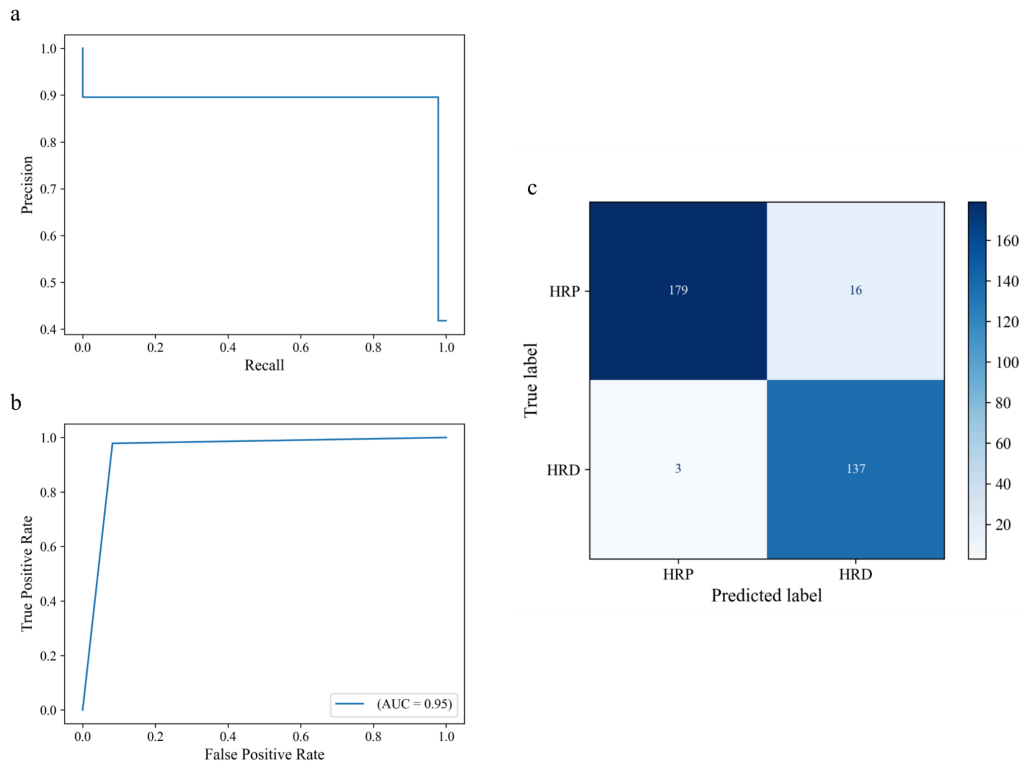 a
1.0
0.9
0.8
0.7
0.6
0.5
0.4
Precision
0.0 0.2 0.4 0.6 0.8 1.0
Recall
b
1.0
0.8
0.6
0.4
0.2
0.0
True Positive Rate
(AUC = 0.95)
0.0 0.2 0.4 0.6 0.8 1.0
False Positive Rate
c
HRP
HRD
True label
179 16
3 137
HRP HRD
Predicted label
160
140
120
100
80
60
40
20